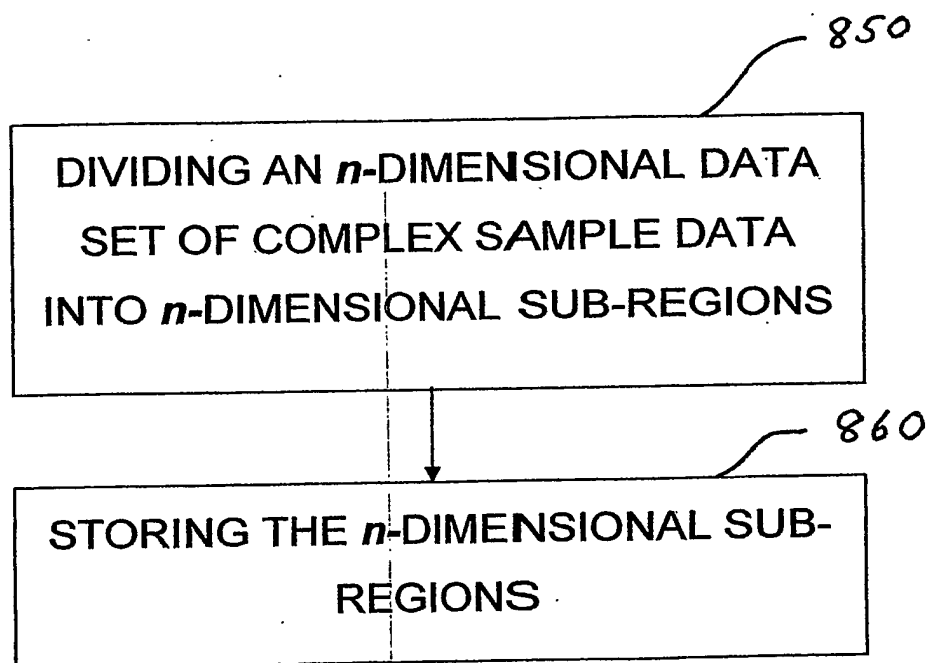 850
DIVIDING AN n-DIMENSIONAL DATA
SET OF COMPLEX SAMPLE DATA
INTO n-DIMENSIONAL SUB-REGIONS
860
STORING THE n-DIMENSIONAL SUB-
REGIONS